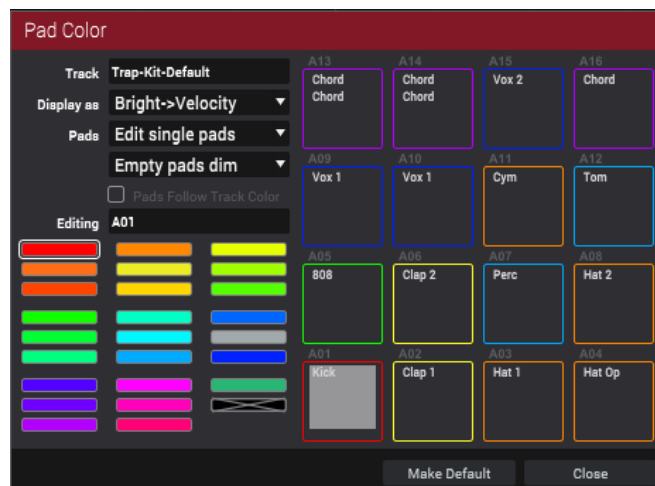 Pad Color
Track Trap-Kit-Default
Display as Bright->Velocity
Pads Edit single pads
Empty pads dim
Pads Follow Track Color
Editing A01
A13 A14 A15 A16
Chord Chord Vox 2 Chord
Chord Chord
A09 A10 A11 A12
Vox 1 Vox 1 Cym Tom
A05 A06 A07 A08
808 Clap 2 Perc Hat 2
A01 A02 A03 A04
Kick Clap 1 Hat 1 Hat Op
Make Default Close